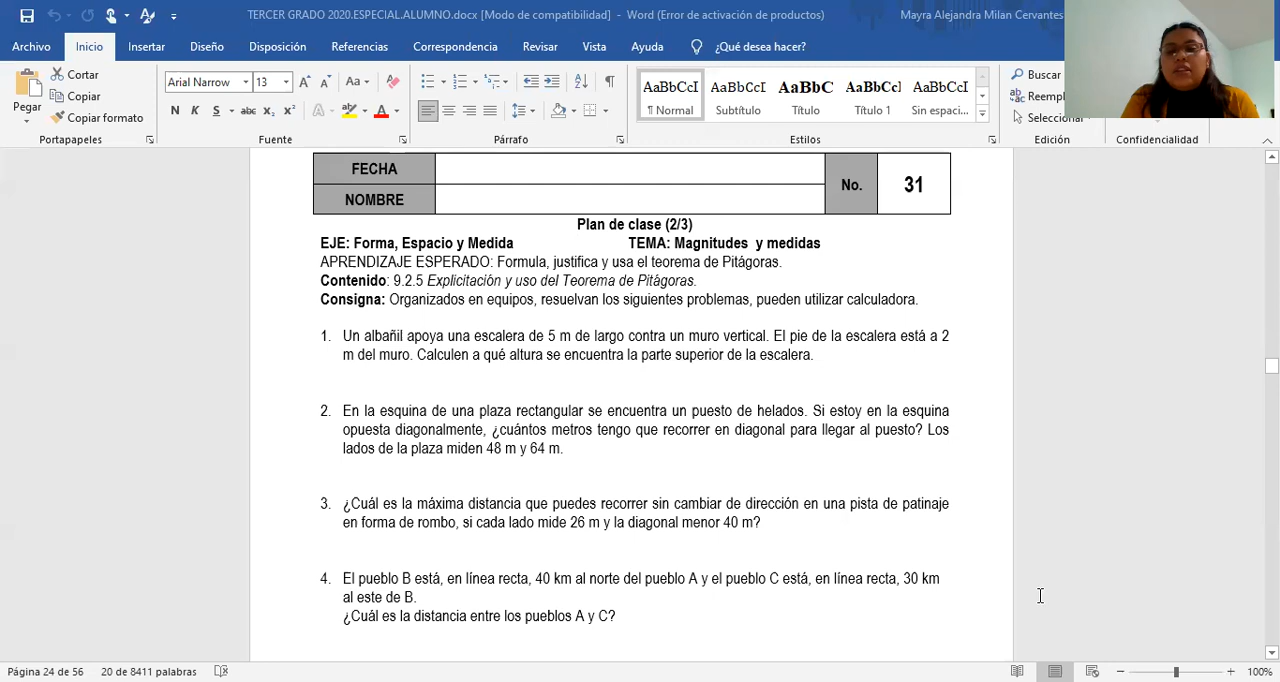 TERCER GRADO 2020.ESPECIAL.ALUMNO.docx [Modo de compatibilidad] - Word (Error de activación de productos)
Mayra Alejandra Milan Cervantes
Archivo Inicio Insertar Diseño Disposición Referencias Correspondencia Revisar Vista Ayuda ¿Qué desea hacer?
Pegar
Cortar
Copiar
Copiar formato
Portapapeles
Arial Narrow 13
N K S abc x₂ x²
Fuente
Párrafo
AaBbCcI ¶ Normal
AaBbCcI Subtítulo
AaBbC Título
AaBbCcI Título 1
AaBbCcI Sin espaci...
Estilos
Buscar
Reempl
Seleccionar
Edición
Confidencialidad
FECHA
NOMBRE
No. 31
Plan de clase (2/3)
EJE: Forma, Espacio y Medida TEMA: Magnitudes y medidas
APRENDIZAJE ESPERADO: Formula, justifica y usa el teorema de Pitágoras.
Contenido: 9.2.5 Explicitación y uso del Teorema de Pitágoras.
Consigna: Organizados en equipos, resuelvan los siguientes problemas, pueden utilizar calculadora.
1. Un albañil apoya una escalera de 5 m de largo contra un muro vertical. El pie de la escalera está a 2
m del muro. Calculen a qué altura se encuentra la parte superior de la escalera.
2. En la esquina de una plaza rectangular se encuentra un puesto de helados. Si estoy en la esquina
opuesta diagonalmente, ¿cuántos metros tengo que recorrer en diagonal para llegar al puesto? Los
lados de la plaza miden 48 m y 64 m.
3. ¿Cuál es la máxima distancia que puedes recorrer sin cambiar de dirección en una pista de patinaje
en forma de rombo, si cada lado mide 26 m y la diagonal menor 40 m?
4. El pueblo B está, en línea recta, 40 km al norte del pueblo A y el pueblo C está, en línea recta, 30 km
al este de B.
¿Cuál es la distancia entre los pueblos A y C?
Página 24 de 56 20 de 8411 palabras
100%